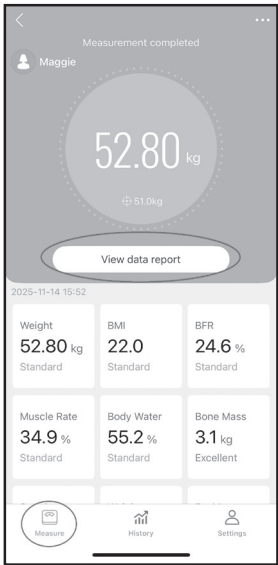 Measurement completed
Maggie
52.80 kg
51.0kg
View data report
2025-11-14 15:52
Weight BMI BFR
52.80 kg 22.0 24.6 %
Standard Standard Standard
Muscle Rate Body Water Bone Mass
34.9 % 55.2 % 3.1 kg
Standard Standard Excellent
Measure History Settings